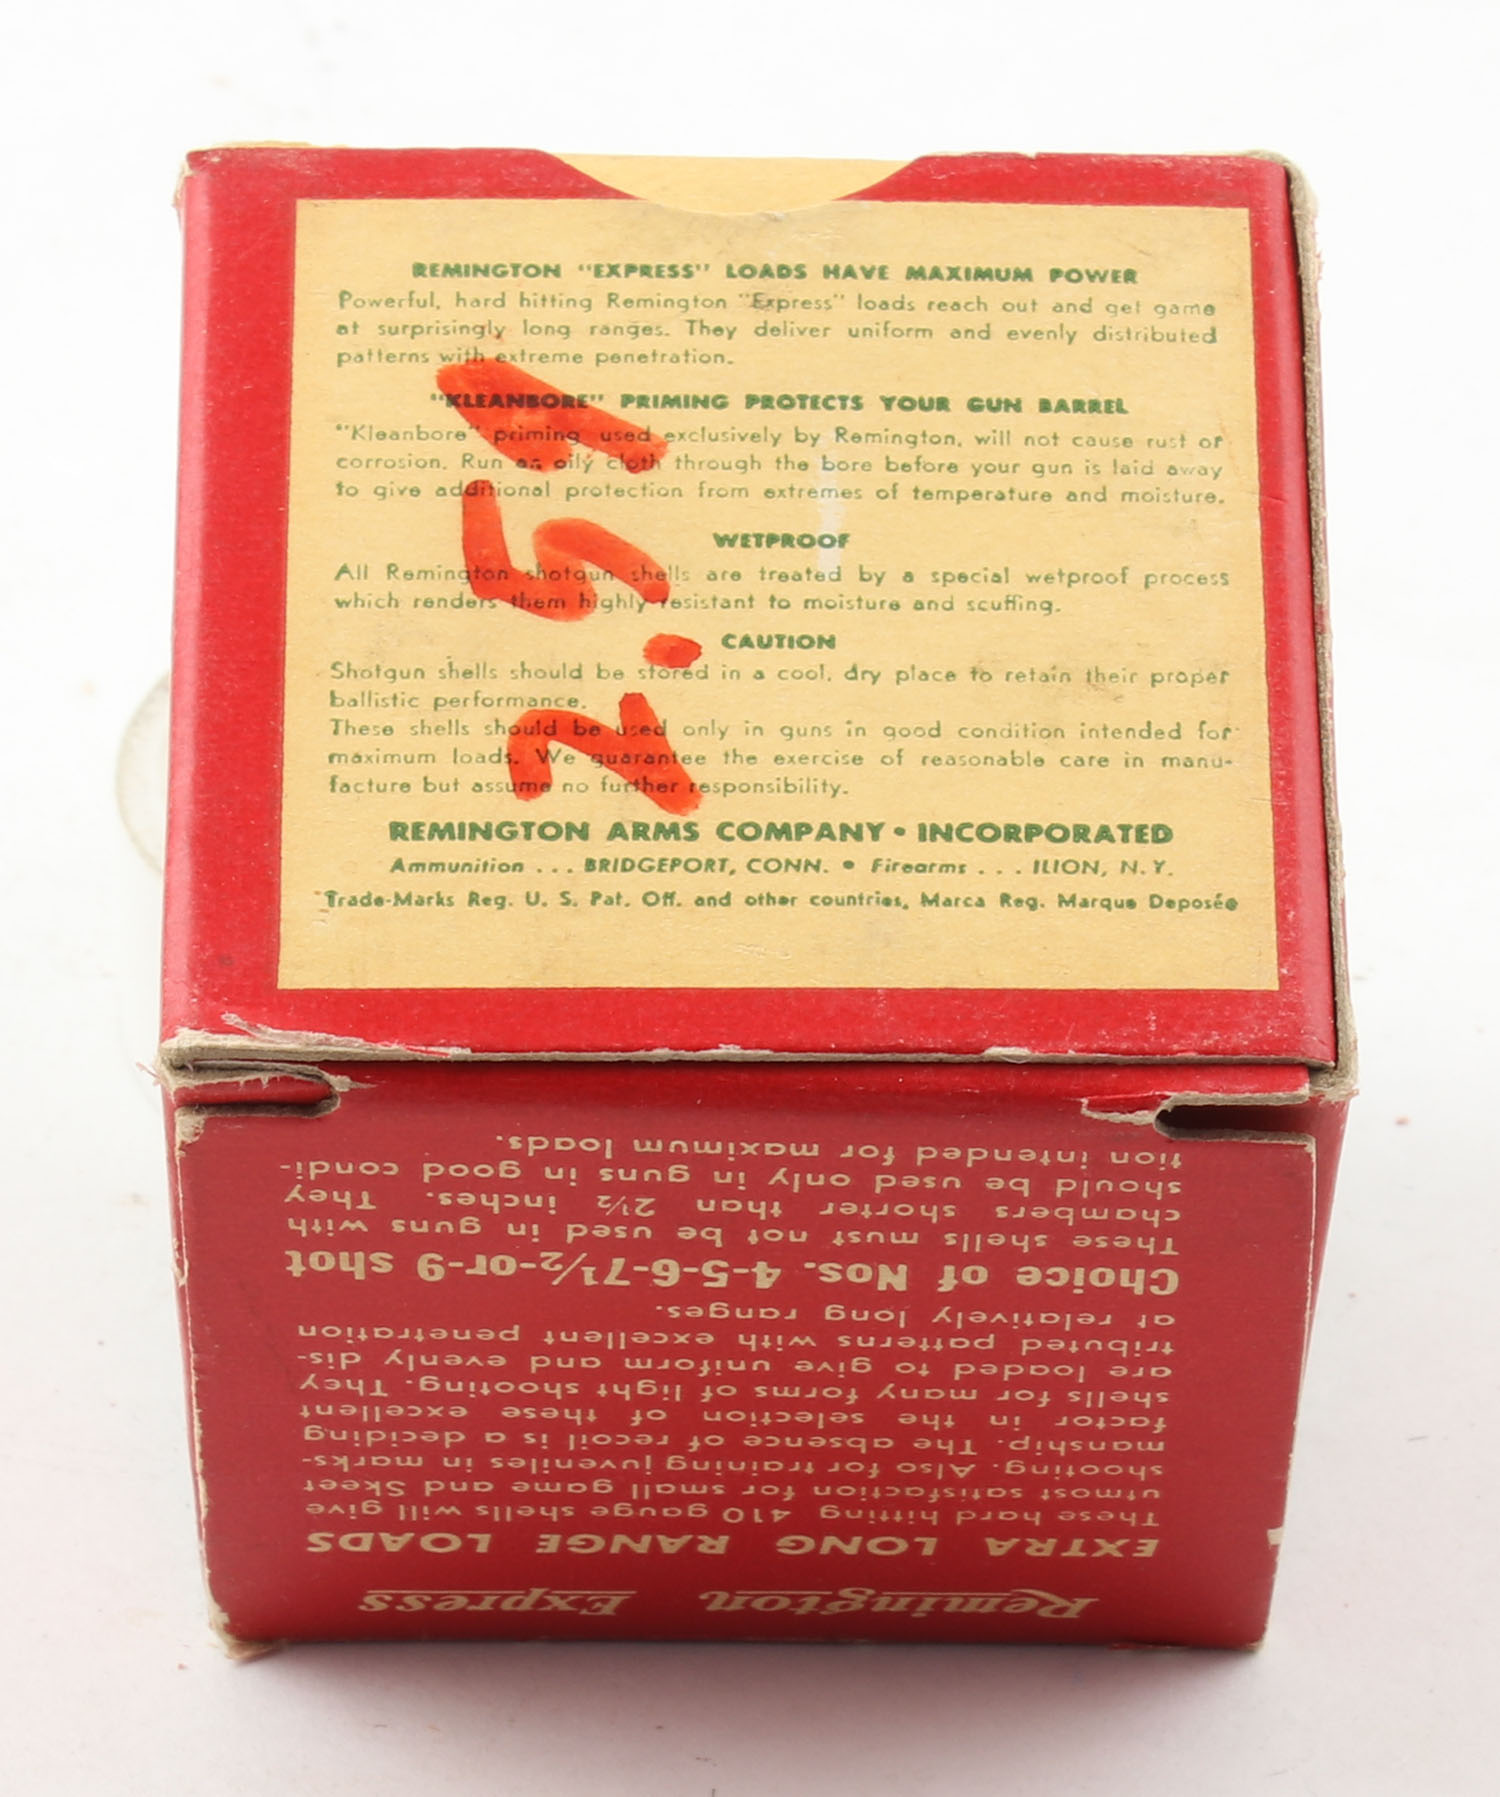 REMINGTON "EXPRESS" LOADS HAVE MAXIMUM POWER
Powerful, hard hitting Remington "Express" loads reach out and get game
at surprisingly long ranges. They deliver uniform and evenly distributed
patterns with extreme penetration.
"KLEANBORE" PRIMING PROTECTS YOUR GUN BARREL
"Kleanbore" priming used exclusively by Remington, will not cause rust or
corrosion. Run an oily cloth through the bore before your gun is laid away
to give additional protection from extremes of temperature and moisture.
WETPROOF
All Remington shotgun shells are treated by a special wetproof process
which renders them highly resistant to moisture and scuffing.
CAUTION
Shotgun shells should be stored in a cool, dry place to retain their proper
ballistic performance.
These shells should be used only in guns in good condition intended for
maximum loads. We guarantee the exercise of reasonable care in manu-
facture but assume no further responsibility.
REMINGTON ARMS COMPANY • INCORPORATED
Ammunition . . . BRIDGEPORT, CONN. • Firearms . . . ILION, N. Y.
Trade-Marks Reg. U. S. Pat. Off. and other countries, Marca Reg. Marque Deposée
Remington Express
EXTRA LONG RANGE LOADS
These hard hitting 410 gauge shells will give
utmost satisfaction for small game and Skeet
shooting. Also for training juveniles in marks-
manship. The absence of recoil is a deciding
factor in the selection of these excellent
shells for many forms of light shooting. They
are loaded to give uniform and evenly dis-
tributed patterns with excellent penetration
at relatively long ranges.
Choice of Nos. 4-5-6-7½-or-9 shot
These shells must not be used in guns with
chambers shorter than 2½ inches. They
should be used only in guns in good condi-
tion intended for maximum loads.